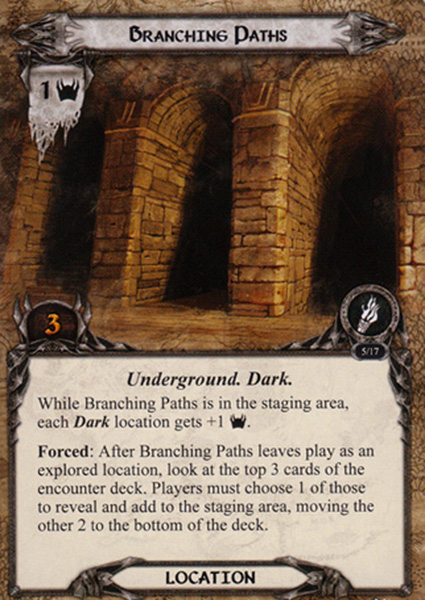 Branching Paths
1
3
5/17
Underground. Dark.
While Branching Paths is in the staging area,
each Dark location gets +1 .
Forced: After Branching Paths leaves play as an
explored location, look at the top 3 cards of the
encounter deck. Players must choose 1 of those
to reveal and add to the staging area, moving the
other 2 to the bottom of the deck.
LOCATION